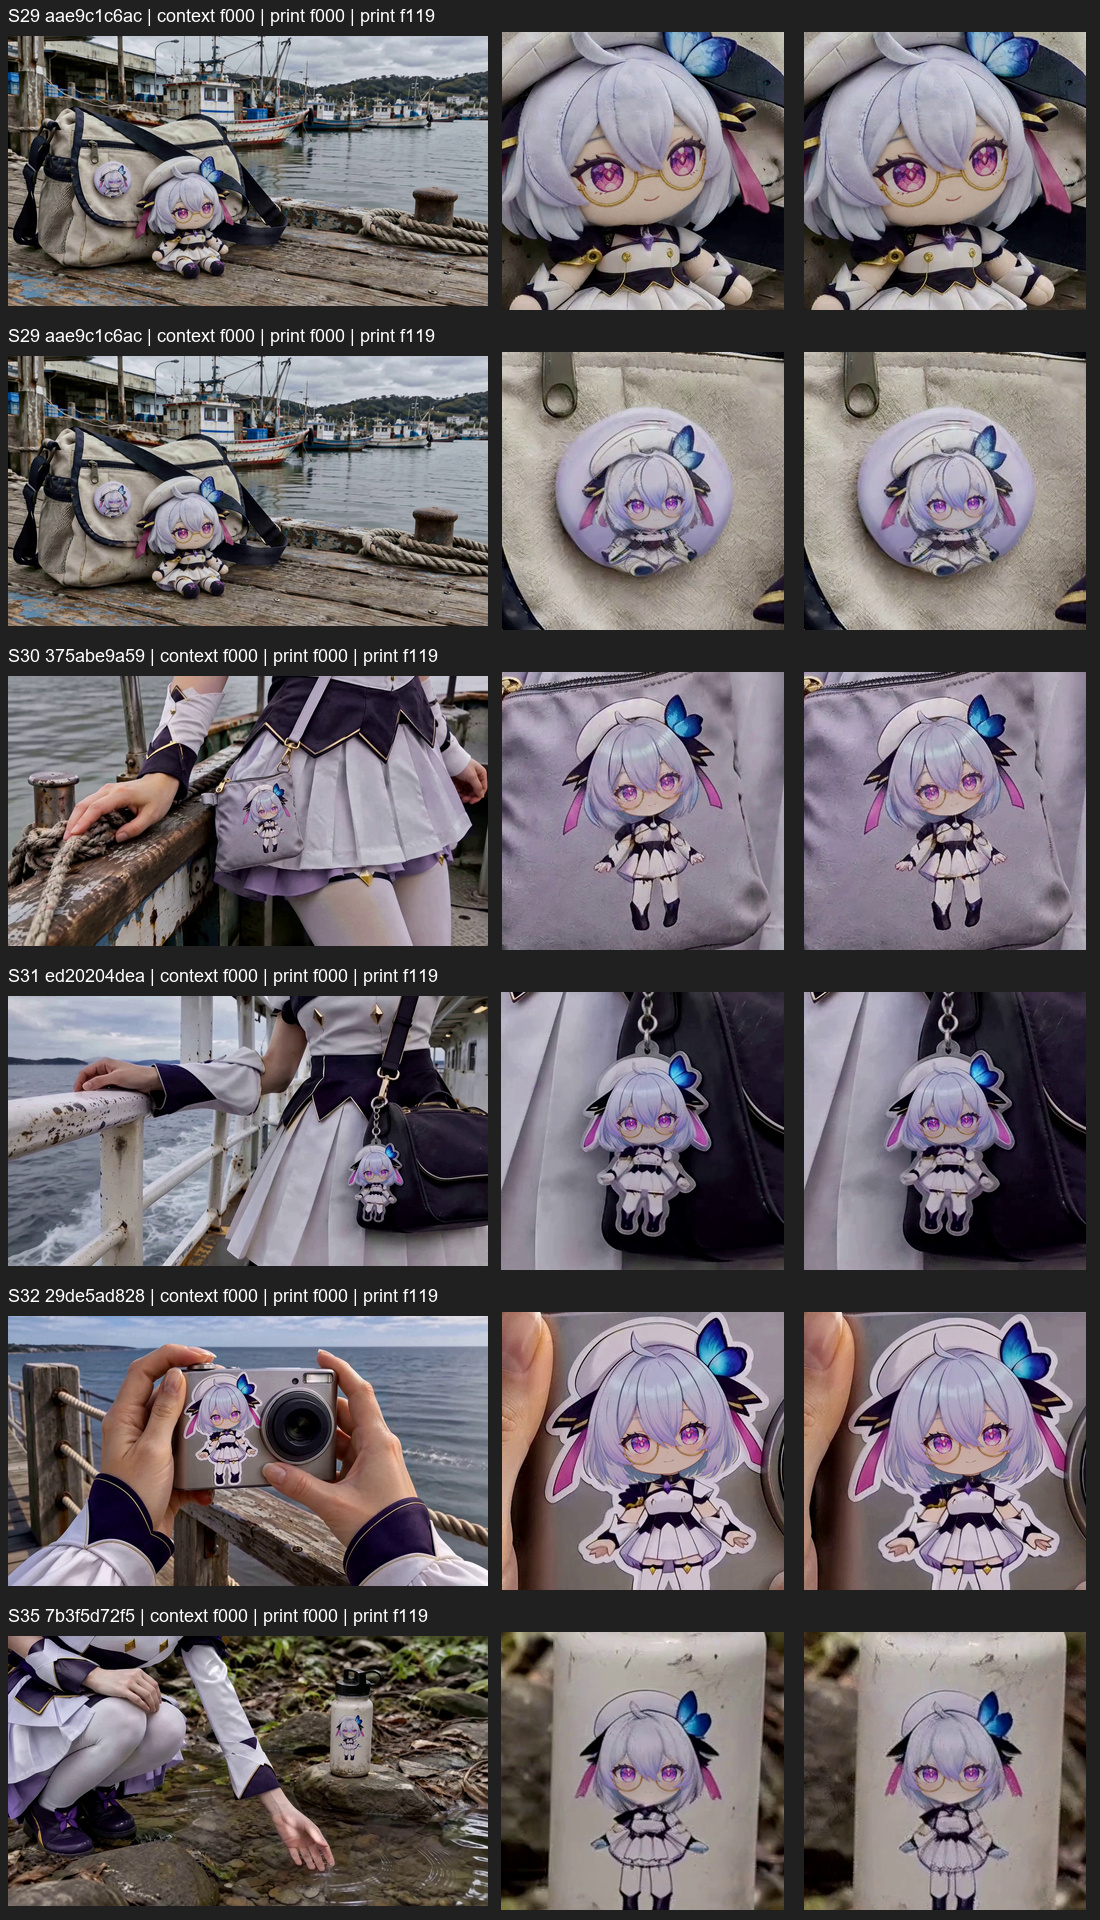 S29 aae9c1c6ac | context f000 | print f000 | print f119
S29 aae9c1c6ac | context f000 | print f000 | print f119
S30 375abe9a59 | context f000 | print f000 | print f119
S31 ed20204dea | context f000 | print f000 | print f119
S32 29de5ad828 | context f000 | print f000 | print f119
S35 7b3f5d72f5 | context f000 | print f000 | print f119